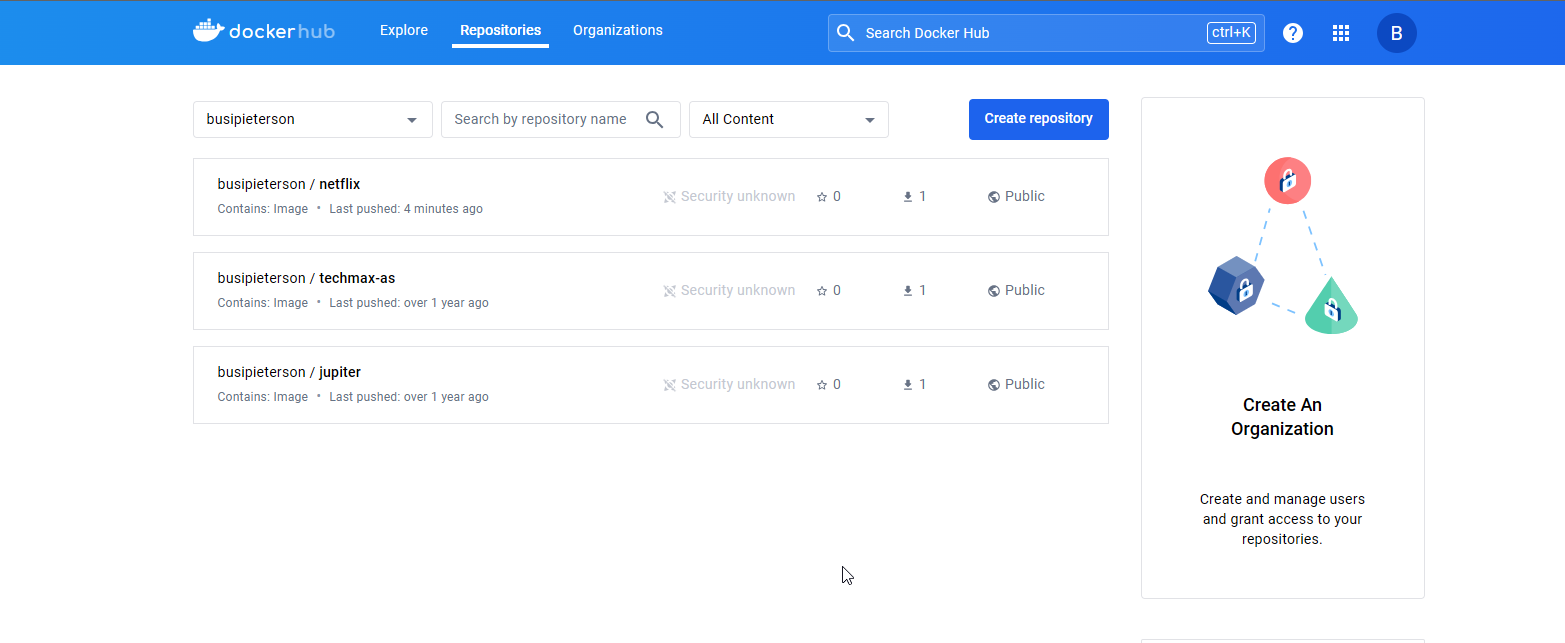 dockerhub
Explore
Repositories
Organizations
Search Docker Hub
ctrl+K
?
B
busipieterson
Search by repository name
All Content
Create repository
busipieterson / netflix
Contains: Image • Last pushed: 4 minutes ago
Security unknown
0
1
Public
busipieterson / techmax-as
Contains: Image • Last pushed: over 1 year ago
Security unknown
0
1
Public
busipieterson / jupiter
Contains: Image • Last pushed: over 1 year ago
Security unknown
0
1
Public
Create An
Organization
Create and manage users
and grant access to your
repositories.